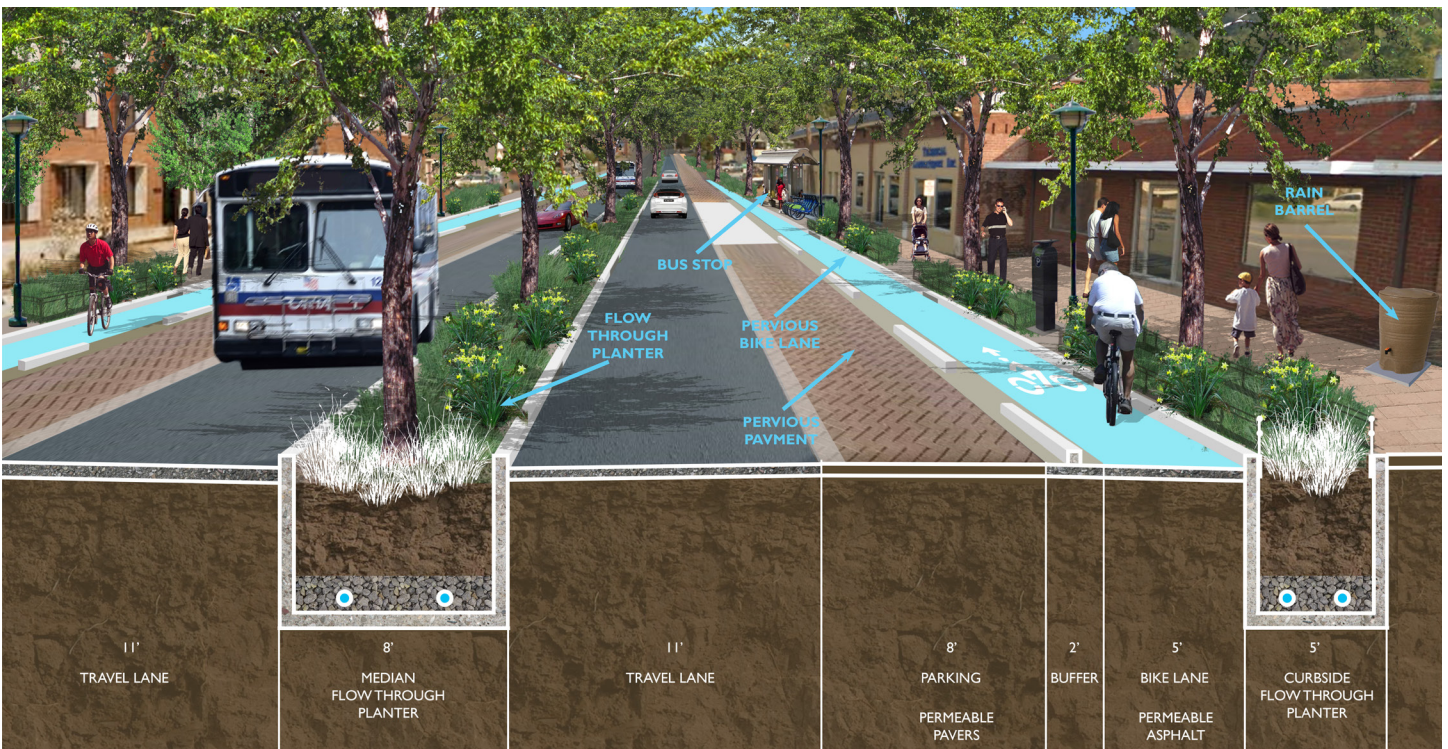 RAIN
BARREL
BUS STOP
FLOW
THROUGH
PLANTER
PERVIOUS
BIKE LANE
PERVIOUS
PAVMENT
11'
TRAVEL LANE
8'
MEDIAN
FLOW THROUGH
PLANTER
11'
TRAVEL LANE
8'
PARKING
PERMEABLE
PAVERS
2'
BUFFER
5'
BIKE LANE
PERMEABLE
ASPHALT
5'
CURBSIDE
FLOW THROUGH
PLANTER